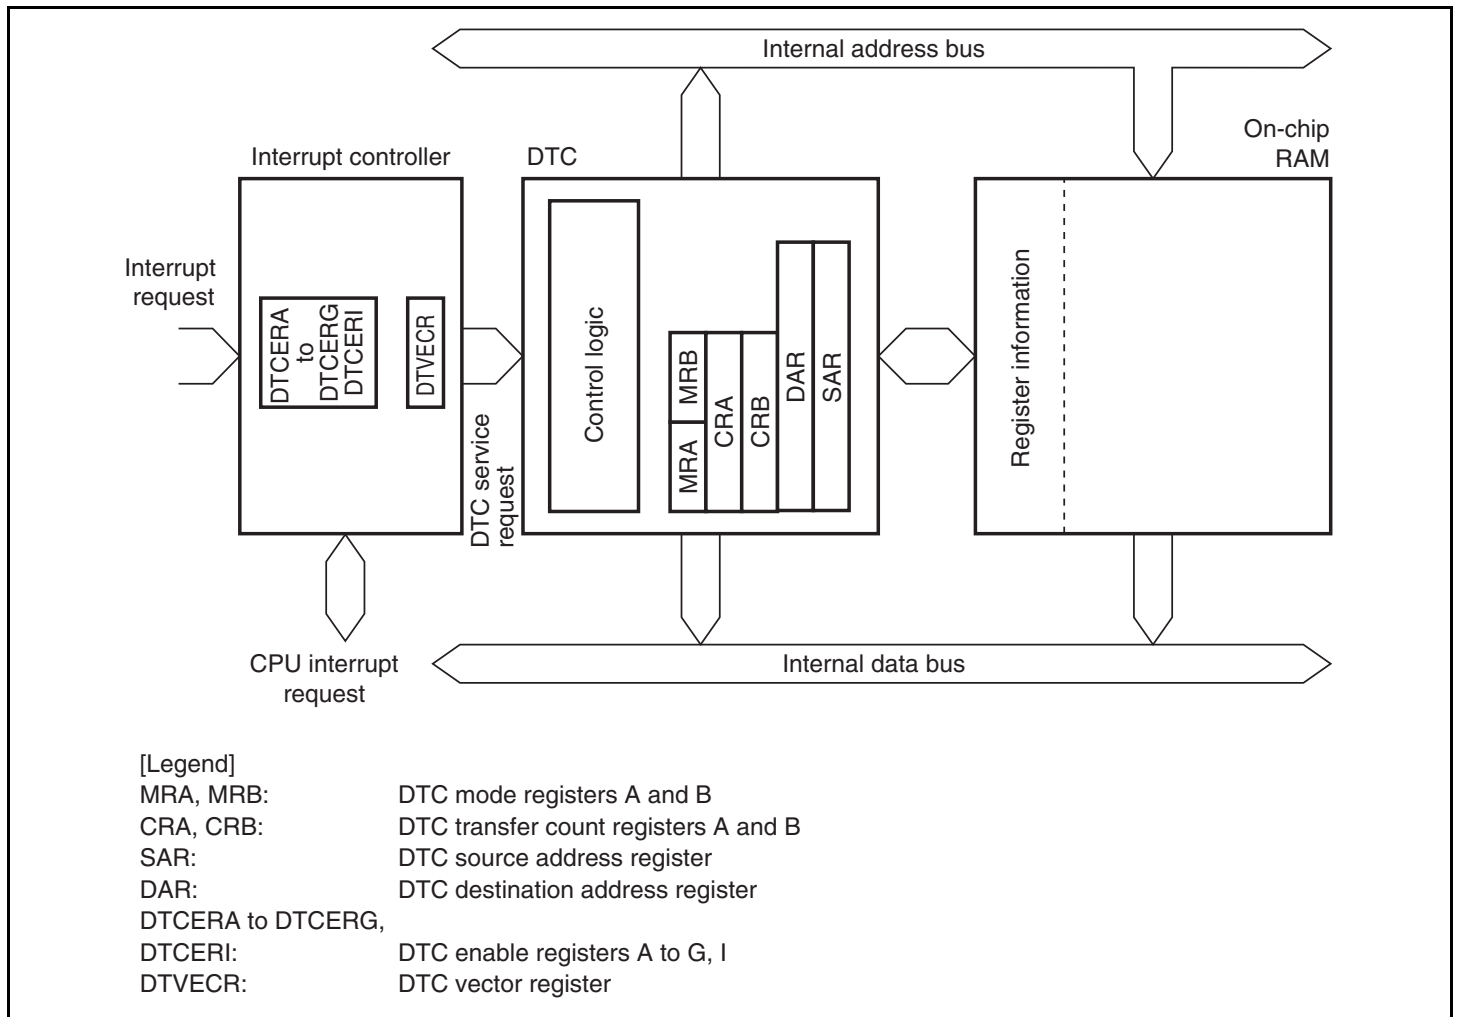 Internal address bus
On-chip
RAM
Interrupt controller
DTC
Interrupt
request
DTCERA
to
DTCERG
DTCERI
DTVECR
DTC service
request
Control logic
MRB
MRA
CRA
CRB
DAR
SAR
Register information
CPU interrupt
request
Internal data bus
[Legend]
MRA, MRB: DTC mode registers A and B
CRA, CRB: DTC transfer count registers A and B
SAR: DTC source address register
DAR: DTC destination address register
DTCERA to DTCERG,
DTCERI: DTC enable registers A to G, I
DTVECR: DTC vector register